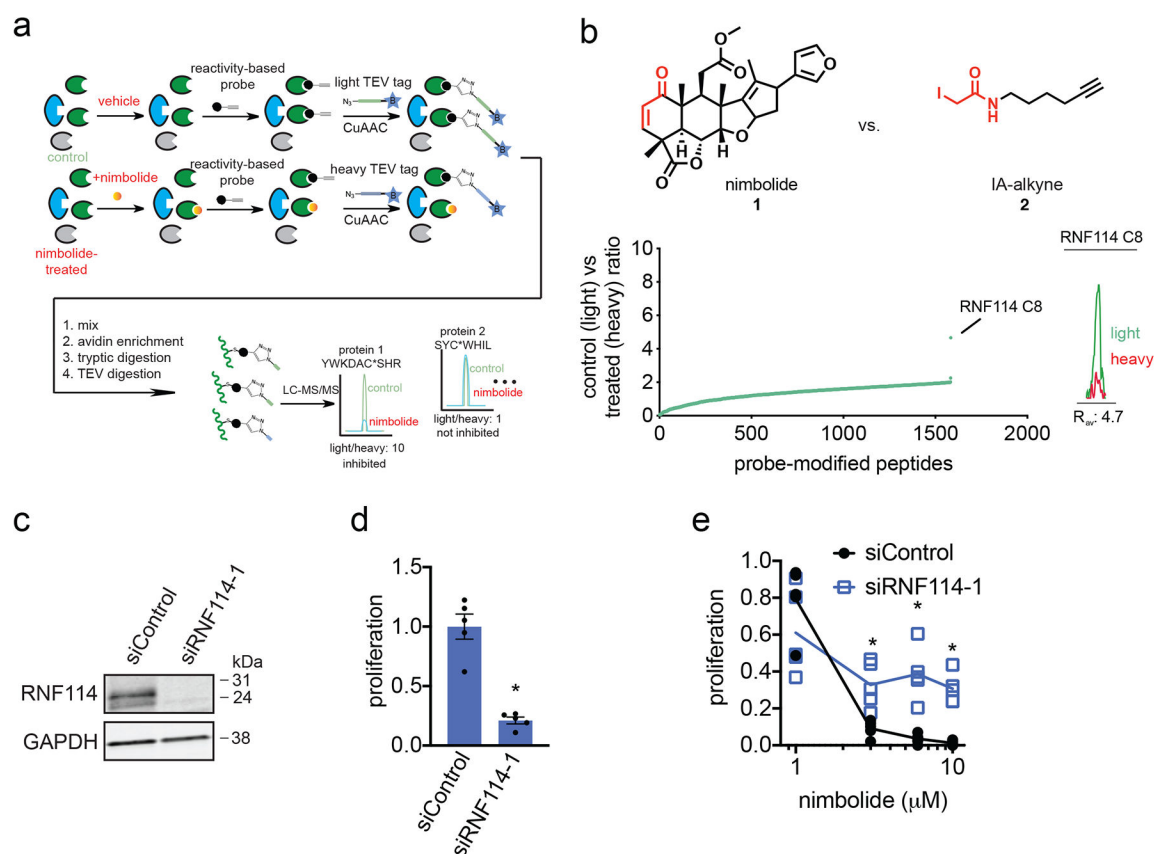 a
vehicle
control
reactivity-based
probe
light TEV tag
N₃
B
CuAAC
N
N
N
B
N
N
N
B
+nimbolide
nimbolide-
treated
reactivity-based
probe
heavy TEV tag
N₃
B
CuAAC
N
N
N
B
1. mix
2. avidin enrichment
3. tryptic digestion
4. TEV digestion
S
N
N
N
S
N
N
N
S
N
N
N
LC-MS/MS
protein 1
YWKDAC*SHR
control
nimbolide
light/heavy: 10
inhibited
protein 2
SYC*WHIL
control
nimbolide
light/heavy: 1
not inhibited
b
O
O
O
O
O
H
H
O
O
nimbolide
1
vs.
I
O
N
H
IA-alkyne
2
control (light) vs
treated (heavy) ratio
10
8
6
4
2
0
0
500
1000
1500
2000
probe-modified peptides
RNF114 C8
RNF114 C8
light
heavy
Rav: 4.7
c
siControl
siRNF114-1
kDa
RNF114
31
24
GAPDH
38
d
proliferation
1.5
1.0
0.5
0.0
*
siControl
siRNF114-1
e
proliferation
1.0
0.8
0.6
0.4
0.2
0.0
siControl
siRNF114-1
*
*
*
1
10
nimbolide (μM)